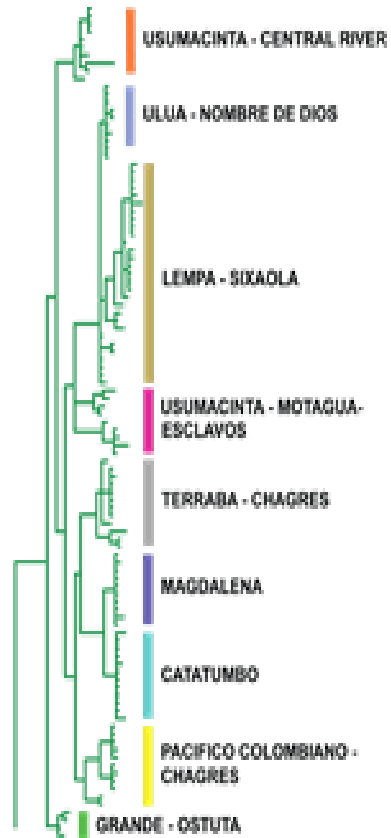 USUMACINTA - CENTRAL RIVER
ULUA - NOMBRE DE DIOS
LEMPA - SIXAOLA
USUMACINTA - MOTAGUA-
ESCLAVOS
TERRABA - CHAGRES
MAGDALENA
CATATUMBO
PACIFICO COLOMBIANO -
CHAGRES
GRANDE - OSTUTA